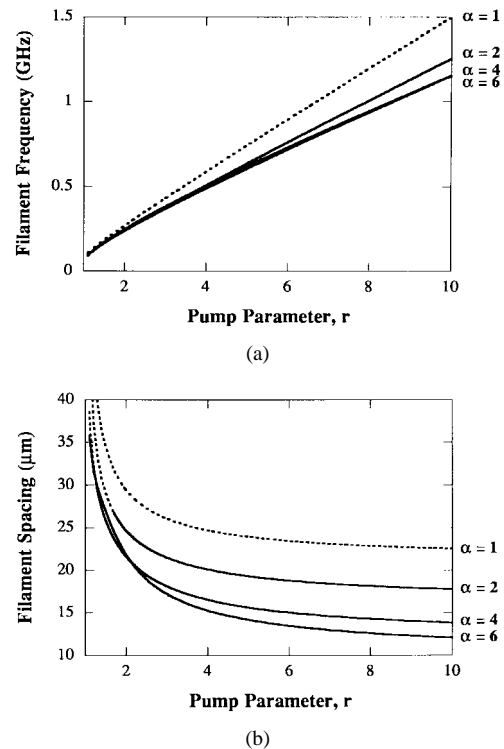 1.5
1
0.5
0
Filament Frequency (GHz)
α = 1
α = 2
α = 4
α = 6
2 4 6 8 10
Pump Parameter, r
(a)
40
35
30
25
20
15
10
Filament Spacing (μm)
α = 1
α = 2
α = 4
α = 6
2 4 6 8 10
Pump Parameter, r
(b)